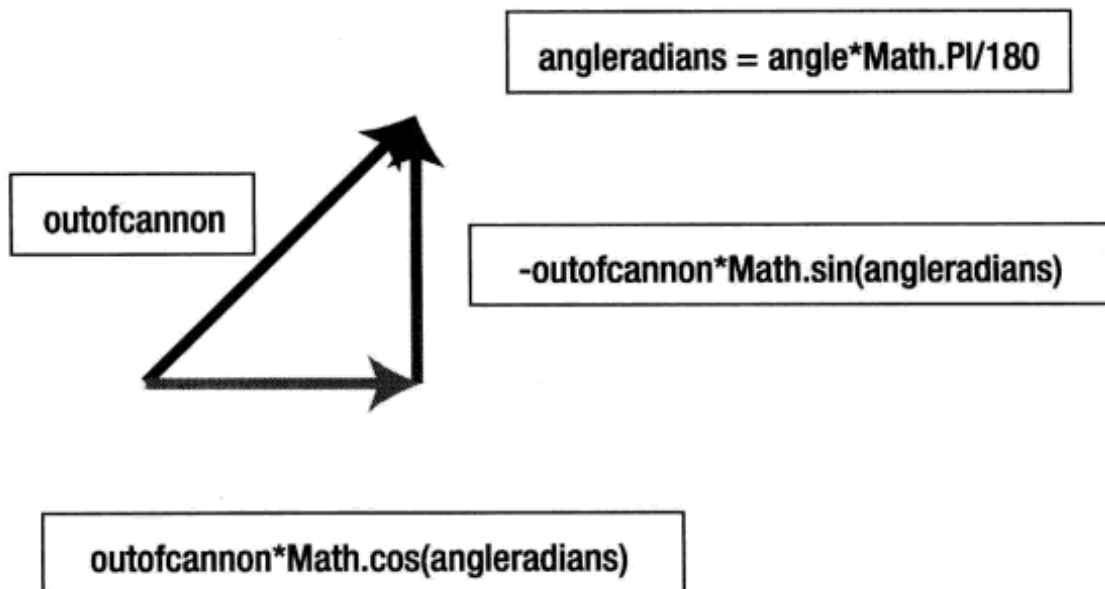 angleradians = angle*Math.PI/180
outofcannon
-outofcannon*Math.sin(angleradians)
outofcannon*Math.cos(angleradians)